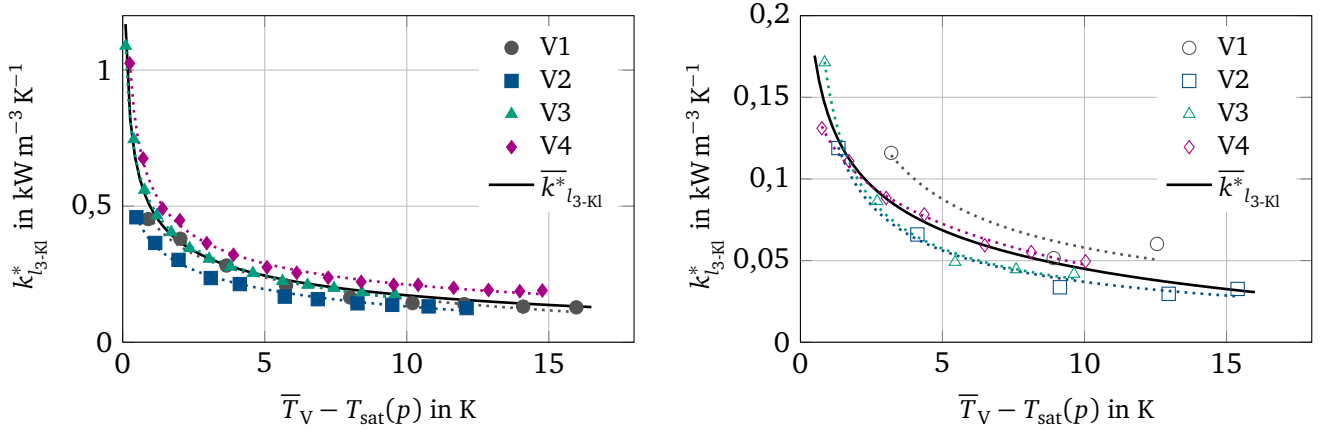 k*l3-Kl in kW m−3 K−1
1
0,5
0
0
5
10
15
T̅V − Tsat(p) in K
V1
V2
V3
V4
k̅*l3-Kl
k*l3-Kl in kW m−3 K−1
0,2
0,15
0,1
0,05
0
0
5
10
15
T̅V − Tsat(p) in K
V1
V2
V3
V4
k̅*l3-Kl